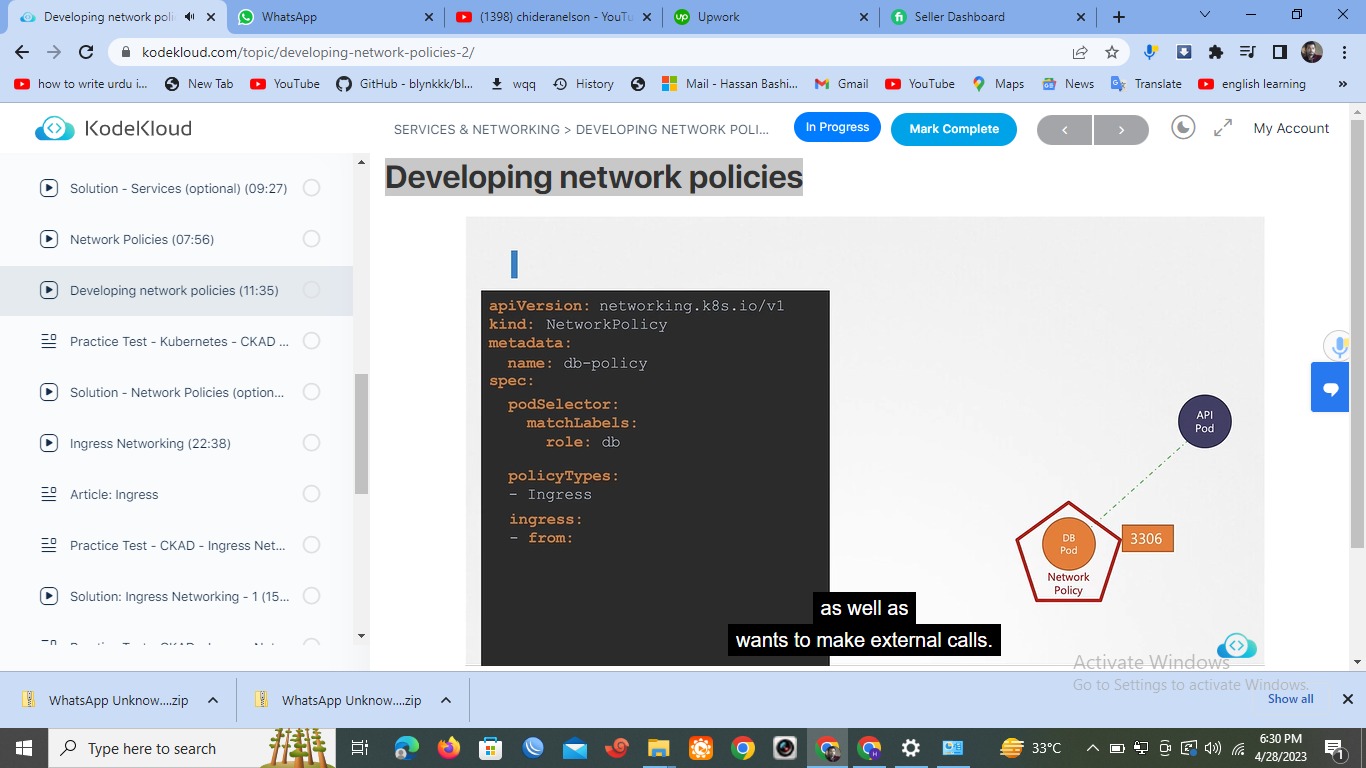 Developing network poli
WhatsApp
(1398) chideranelson - YouTu
Upwork
Seller Dashboard
kodekloud.com/topic/developing-network-policies-2/
how to write urdu i...
New Tab
YouTube
GitHub - blynkkk/bl...
wqq
History
Mail - Hassan Bashi...
Gmail
YouTube
Maps
News
Translate
english learning
»
KodeKloud
SERVICES & NETWORKING > DEVELOPING NETWORK POLI...
In Progress
Mark Complete
My Account
Solution - Services (optional) (09:27)
Network Policies (07:56)
Developing network policies (11:35)
Practice Test - Kubernetes - CKAD ...
Solution - Network Policies (option...
Ingress Networking (22:38)
Article: Ingress
Practice Test - CKAD - Ingress Net...
Solution: Ingress Networking - 1 (15...
Developing network policies
apiVersion: networking.k8s.io/v1
kind: NetworkPolicy
metadata:
name: db-policy
spec:
podSelector:
matchLabels:
role: db
policyTypes:
- Ingress
ingress:
- from:
API
Pod
DB
Pod
3306
Network
Policy
as well as
wants to make external calls.
Activate Windows
Go to Settings to activate Windows.
WhatsApp Unknow....zip
WhatsApp Unknow....zip
Show all
Type here to search
33°C
6:30 PM
4/28/2023
1